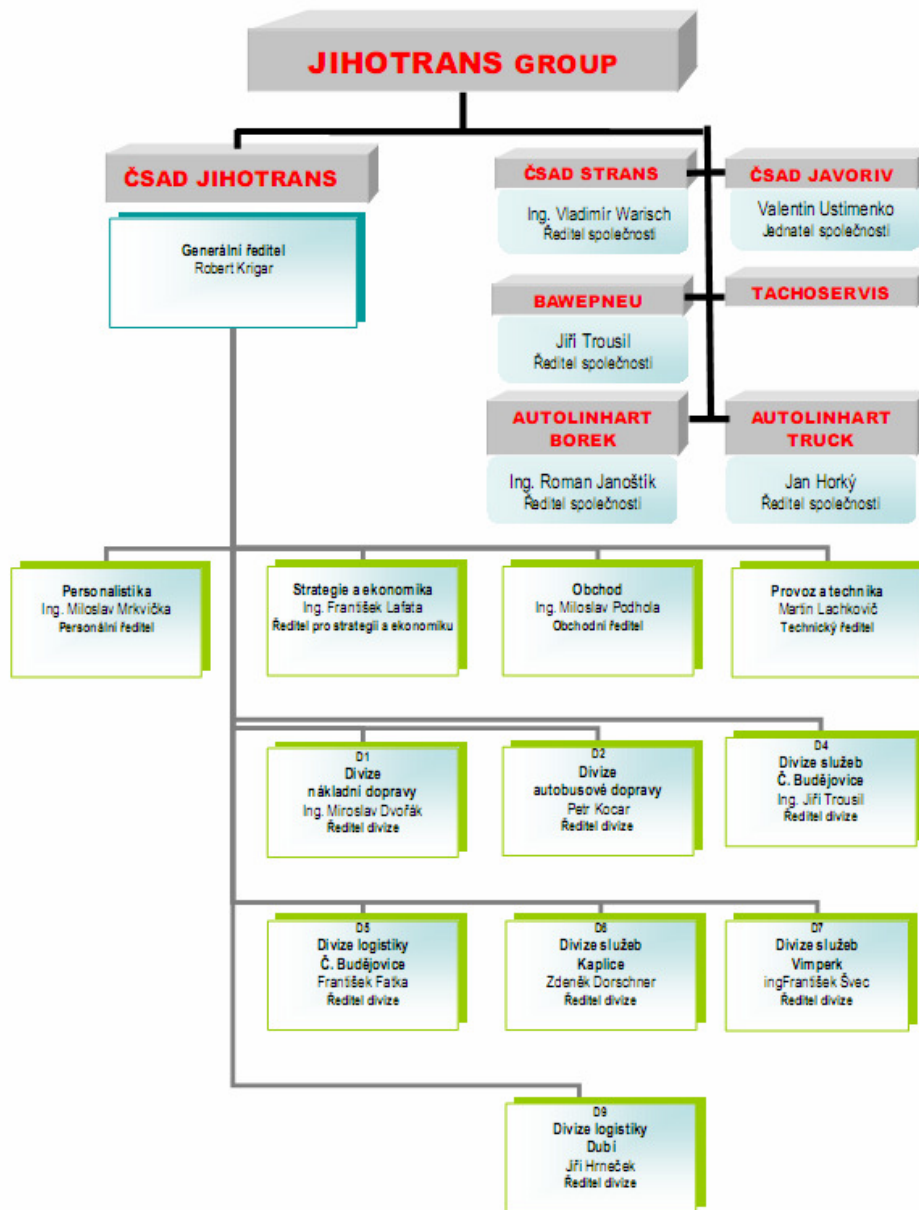 JIHOTRANS GROUP
ČSAD JIHOTRANS
Generální ředitel
Robert Krigar
ČSAD STRANS
Ing. Vladimír Warisch
Ředitel společnosti
ČSAD JAVORIV
Valentin Ustimenko
Jednatel společnosti
BAWEPNEU
Jiří Trousil
Ředitel společnosti
TACHOSERVIS
AUTOLINHART
BOREK
Ing. Roman Janoštík
Ředitel společnosti
AUTOLINHART
TRUCK
Jan Horký
Ředitel společnosti
Personalistika
Ing. Miloslav Mrkvička
Personální ředitel
Strategie a ekonomika
Ing. František Lafata
Ředitel pro strategii a ekonomiku
Obchod
Ing. Miloslav Podhola
Obchodní ředitel
Provoz a technika
Martin Lachkovič
Technický ředitel
D1
Divize
nákladní dopravy
Ing. Miroslav Dvořák
Ředitel divize
D2
Divize
autobusové dopravy
Petr Kocar
Ředitel divize
D4
Divize služeb
Č. Budějovice
Ing. Jiří Trousil
Ředitel divize
D5
Divize logistiky
Č. Budějovice
František Fatka
Ředitel divize
D6
Divize služeb
Kaplice
Zdeněk Dorschner
Ředitel divize
D7
Divize služeb
Vimperk
ingFrantišek Švec
Ředitel divize
D9
Divize logistiky
Dubí
Jiří Hrneček
Ředitel divize